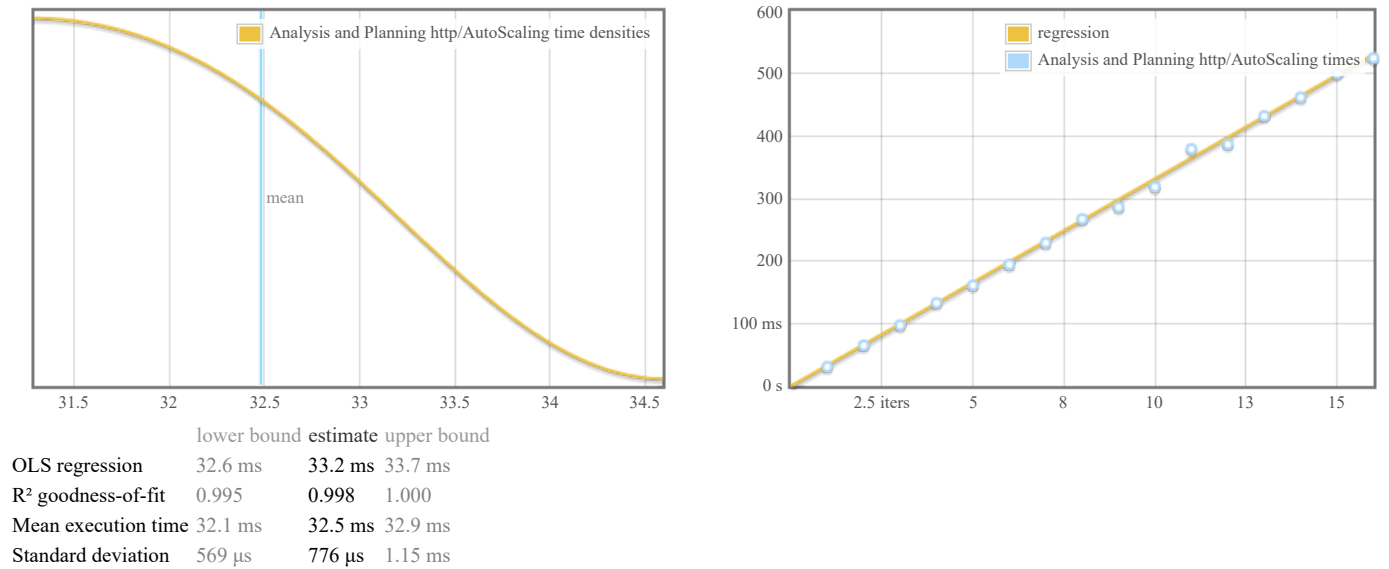 Analysis and Planning http/AutoScaling time densities
mean
31.5 32 32.5 33 33.5 34 34.5
600
500
400
300
200
100 ms
0 s
regression
Analysis and Planning http/AutoScaling times
2.5 iters 5 8 10 13 15
lower bound estimate upper bound
OLS regression 32.6 ms 33.2 ms 33.7 ms
R² goodness-of-fit 0.995 0.998 1.000
Mean execution time 32.1 ms 32.5 ms 32.9 ms
Standard deviation 569 μs 776 μs 1.15 ms